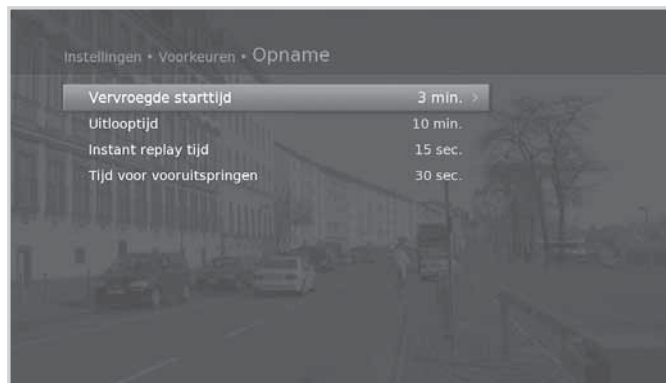 Instellingen • Voorkeuren • Opname
Vervroegde starttijd 3 min. >
Uitlooptijd 10 min.
Instant replay tijd 15 sec.
Tijd voor vooruitspringen 30 sec.